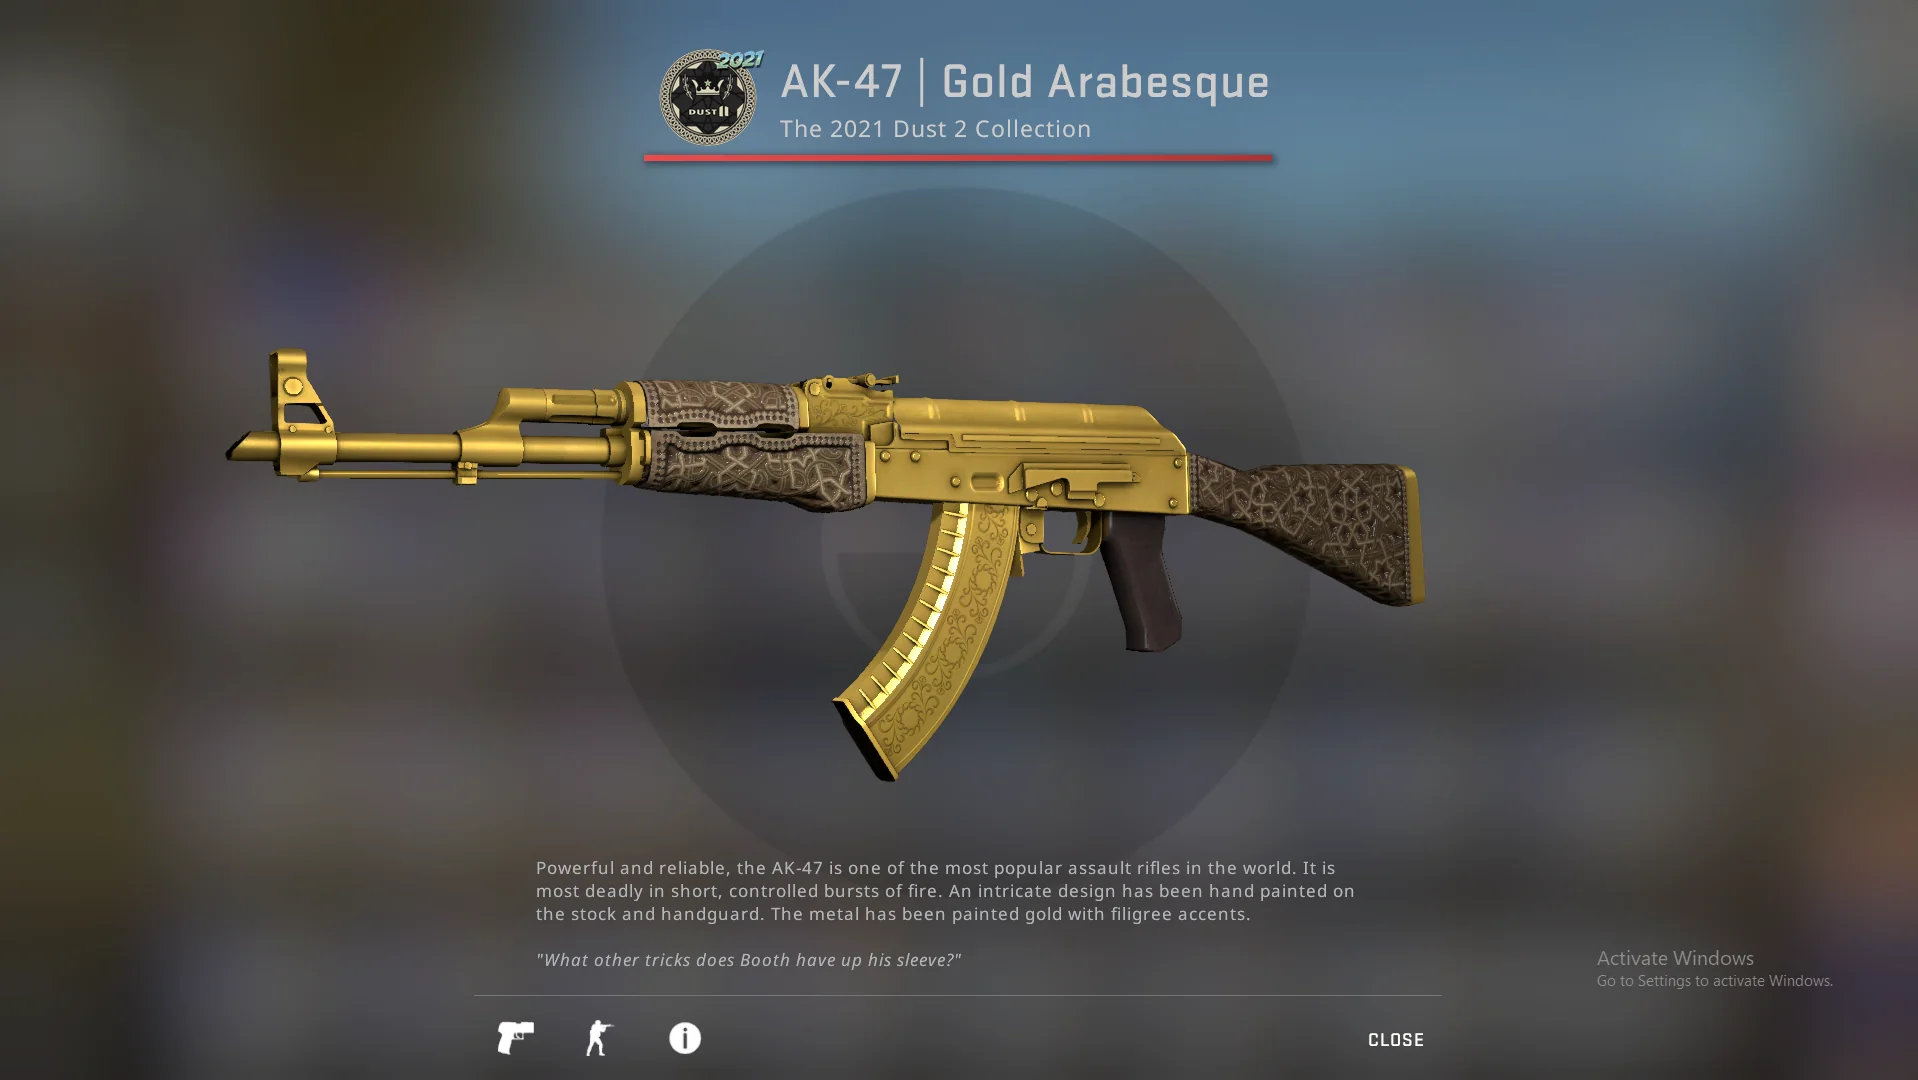 2021
DUST II
AK-47 | Gold Arabesque
The 2021 Dust 2 Collection
Powerful and reliable, the AK-47 is one of the most popular assault rifles in the world. It is
most deadly in short, controlled bursts of fire. An intricate design has been hand painted on
the stock and handguard. The metal has been painted gold with filigree accents.
"What other tricks does Booth have up his sleeve?"
Activate Windows
Go to Settings to activate Windows.
CLOSE